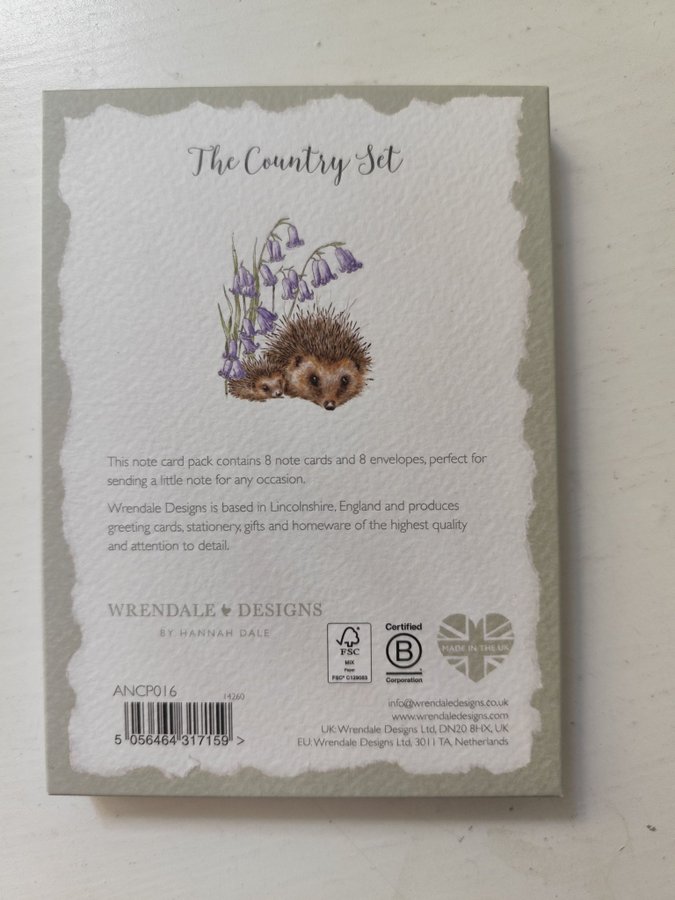 The Country Set
This note card pack contains 8 note cards and 8 envelopes, perfect for
sending a little note for any occasion.
Wrendale Designs is based in Lincolnshire, England and produces
greeting cards, stationery, gifts and homeware of the highest quality
and attention to detail.
WRENDALE DESIGNS
BY HANNAH DALE
FSC
MIX
Paper
FSC® C129083
Certified
B
Corporation
MADE IN THE UK
ANCP016
14260
5 056464 317159 >
info@wrendaledesigns.co.uk
www.wrendaledesigns.com
UK: Wrendale Designs Ltd, DN20 8HX, UK
EU: Wrendale Designs Ltd, 3011 TA, Netherlands